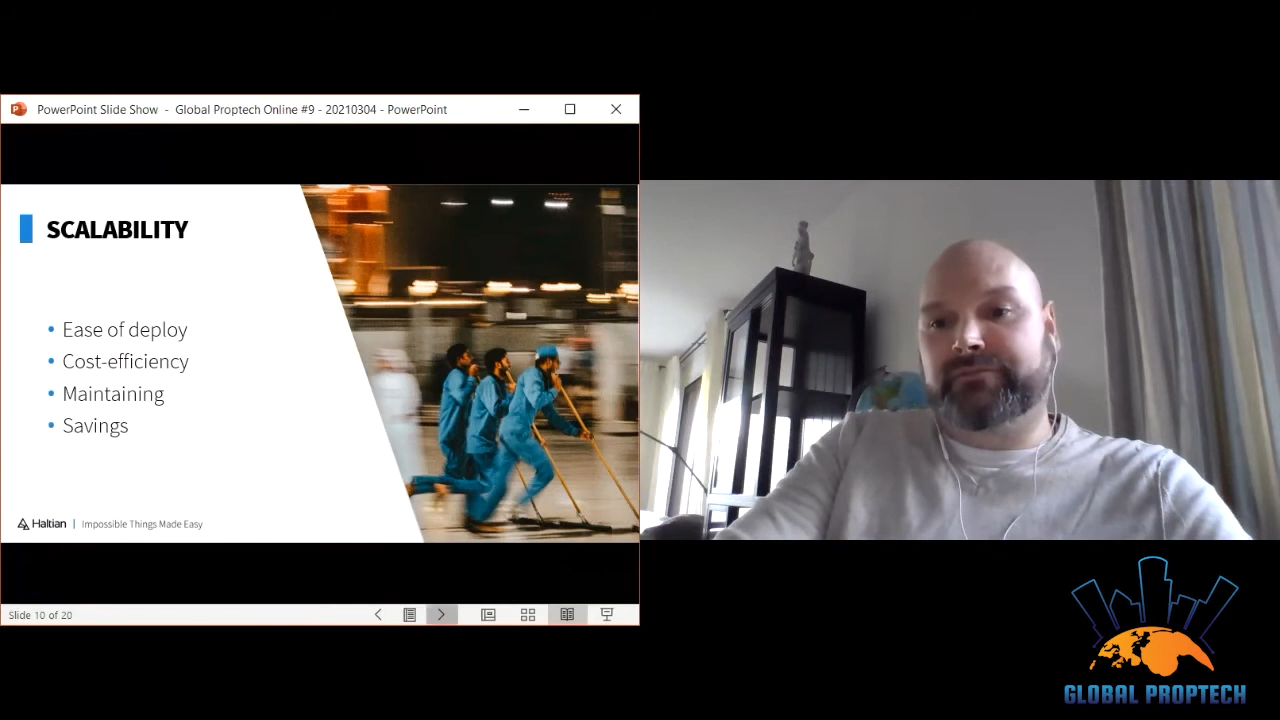 PowerPoint Slide Show - Global Proptech Online #9 - 20210304 - PowerPoint
SCALABILITY
• Ease of deploy
• Cost-efficiency
• Maintaining
• Savings
Haltian | Impossible Things Made Easy
Slide 10 of 20
GLOBAL PROPTECH